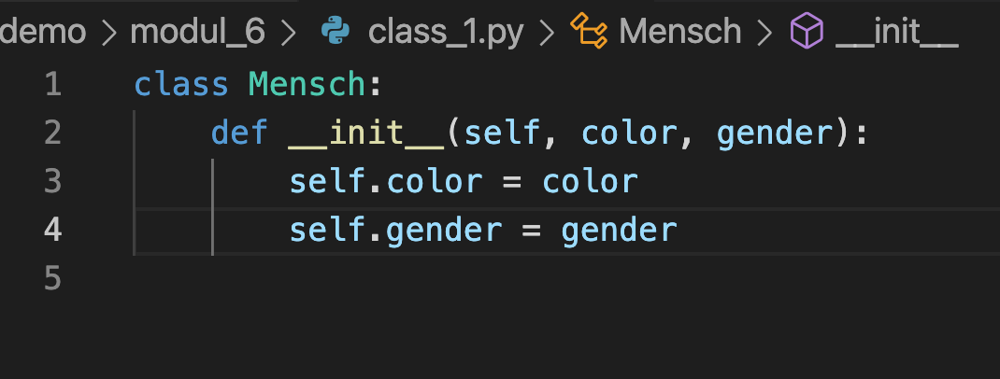 demo > modul_6 > class_1.py > Mensch > __init__
1 class Mensch:
2     def __init__(self, color, gender):
3         self.color = color
4         self.gender = gender
5